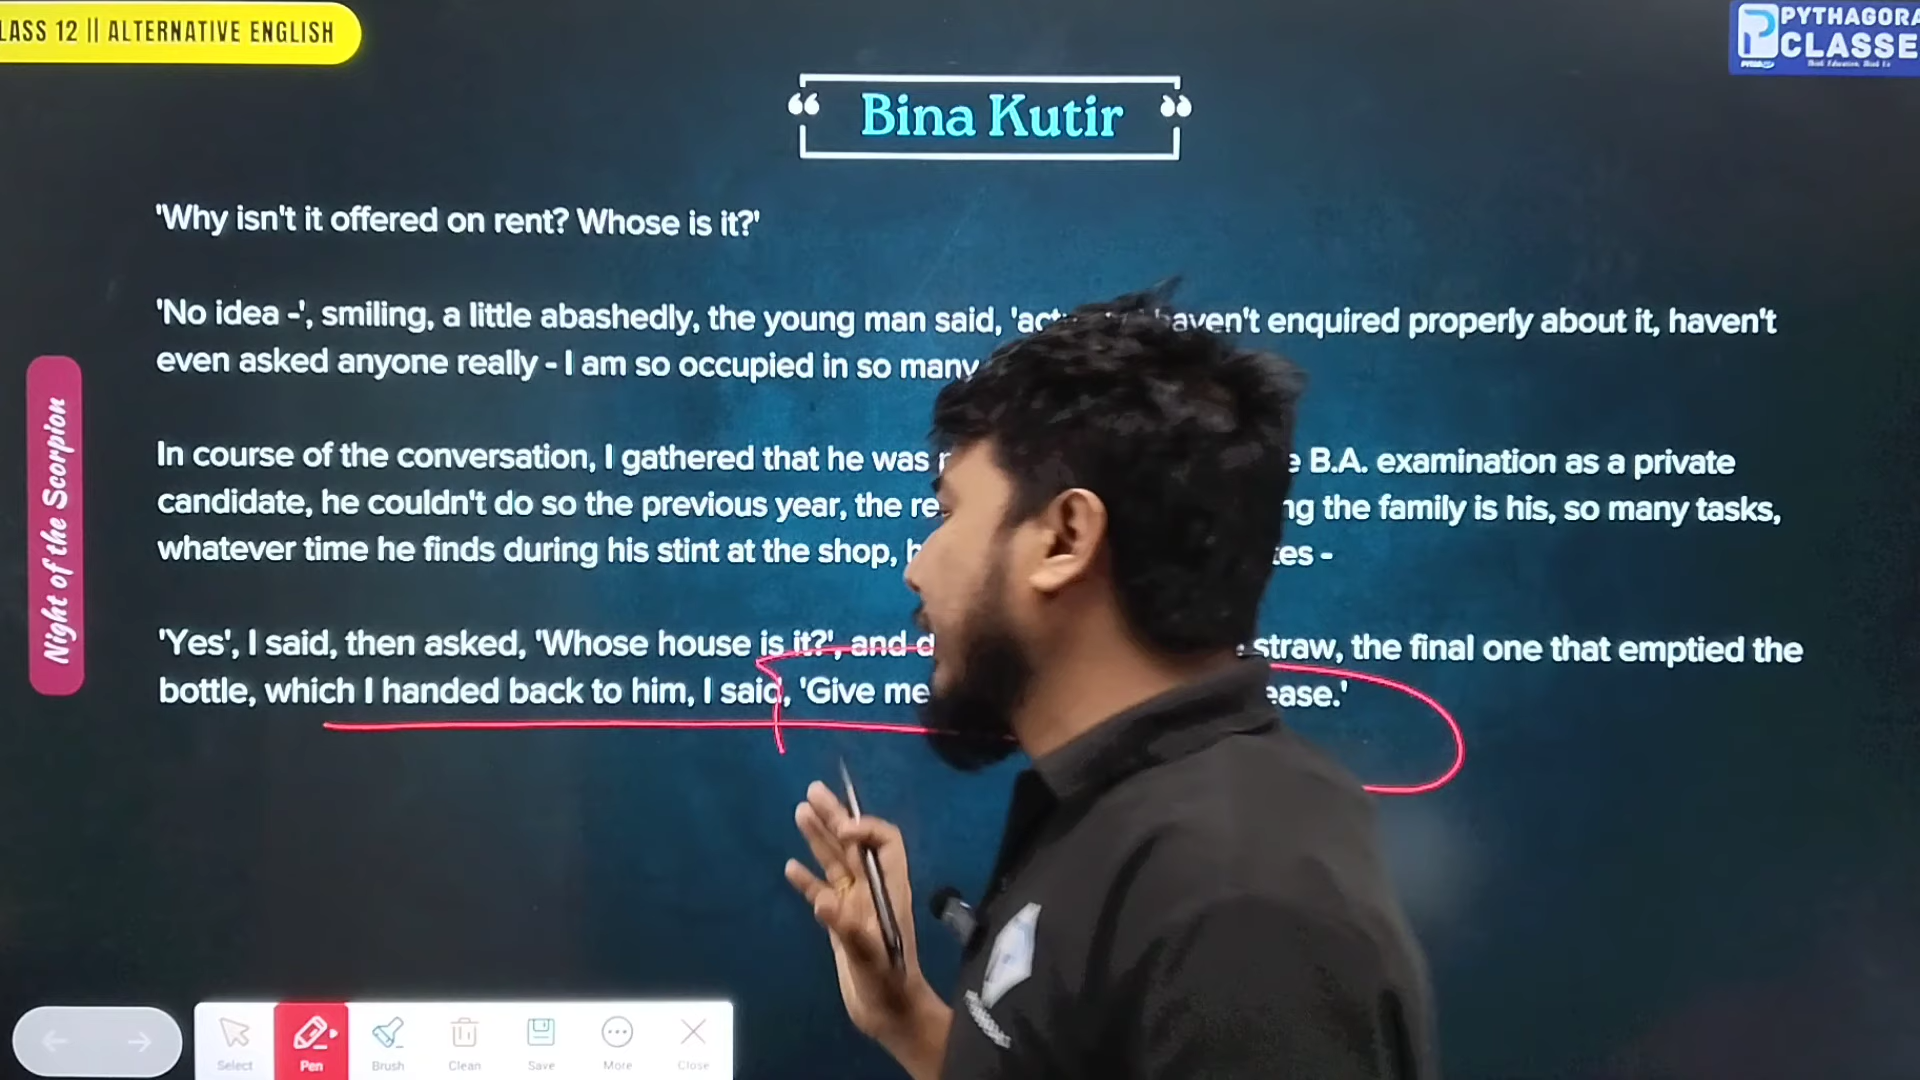 LASS 12 || ALTERNATIVE ENGLISH
PYTHAGORA
CLASSE
“ Bina Kutir ”
'Why isn't it offered on rent? Whose is it?'
'No idea -', smiling, a little abashedly, the young man said, haven't enquired properly about it, haven't
even asked anyone really - I am so occupied in so many
In course of the conversation, I gathered that he was B.A. examination as a private
candidate, he couldn't do so the previous year, the the family is his, so many tasks,
whatever time he finds during his stint at the shop,
'Yes', I said, then asked, 'Whose house is it?', and straw, the final one that emptied the
bottle, which I handed back to him, I said, 'Give me
Night of the Scorpion
Select Pen Brush Clean Save More Close